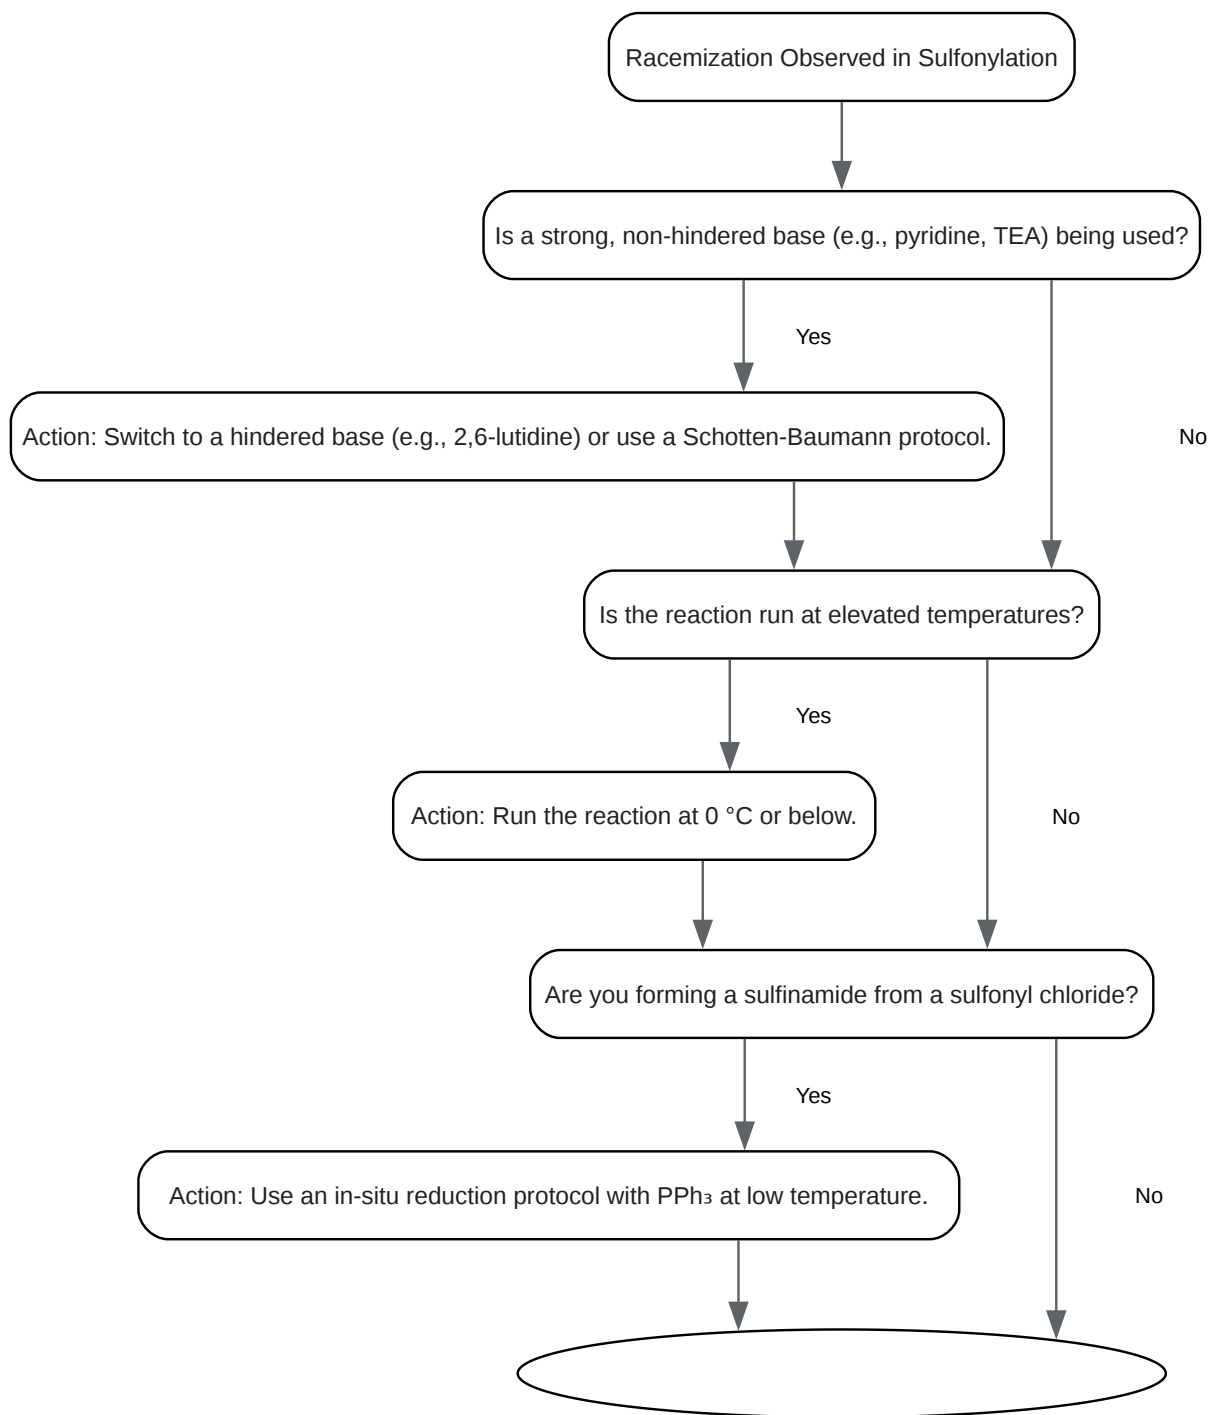 Racemization Observed in Sulfonylation
Is a strong, non-hindered base (e.g., pyridine, TEA) being used?
Yes
Action: Switch to a hindered base (e.g., 2,6-lutidine) or use a Schotten-Baumann protocol.
No
Is the reaction run at elevated temperatures?
Yes
Action: Run the reaction at 0 °C or below.
No
Are you forming a sulfinamide from a sulfonyl chloride?
Yes
Action: Use an in-situ reduction protocol with PPh₃ at low temperature.
No